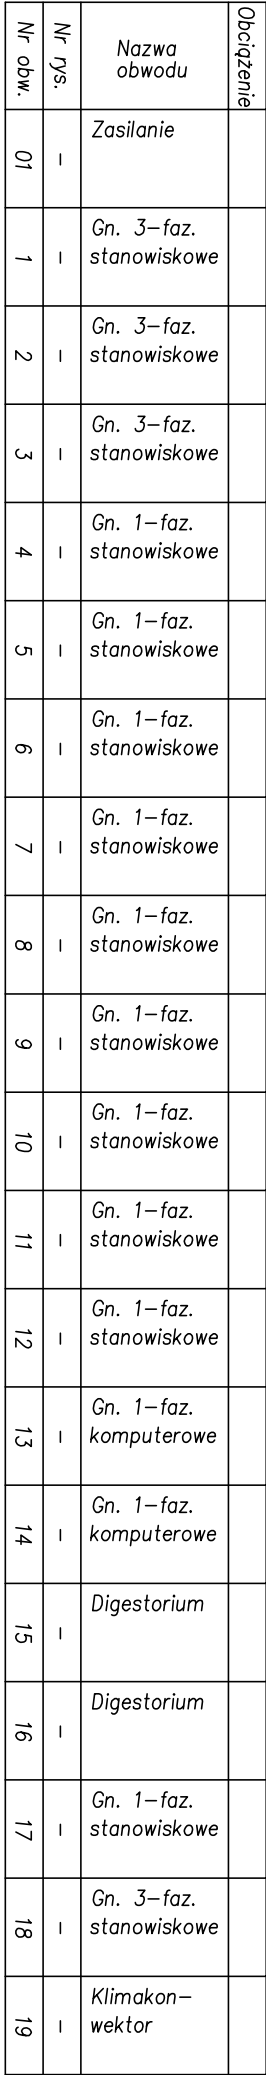 Nr obw.
Nr rys.
Nazwa
obwodu
Obciążenie
01
–
Zasilanie
1
–
Gn. 3–faz.
stanowiskowe
2
–
Gn. 3–faz.
stanowiskowe
3
–
Gn. 3–faz.
stanowiskowe
4
–
Gn. 1–faz.
stanowiskowe
5
–
Gn. 1–faz.
stanowiskowe
6
–
Gn. 1–faz.
stanowiskowe
7
–
Gn. 1–faz.
stanowiskowe
8
–
Gn. 1–faz.
stanowiskowe
9
–
Gn. 1–faz.
stanowiskowe
10
–
Gn. 1–faz.
stanowiskowe
11
–
Gn. 1–faz.
stanowiskowe
12
–
Gn. 1–faz.
stanowiskowe
13
–
Gn. 1–faz.
komputerowe
14
–
Gn. 1–faz.
komputerowe
15
–
Digestorium
16
–
Digestorium
17
–
Gn. 1–faz.
stanowiskowe
18
–
Gn. 3–faz.
stanowiskowe
19
–
Klimakon–
wektor